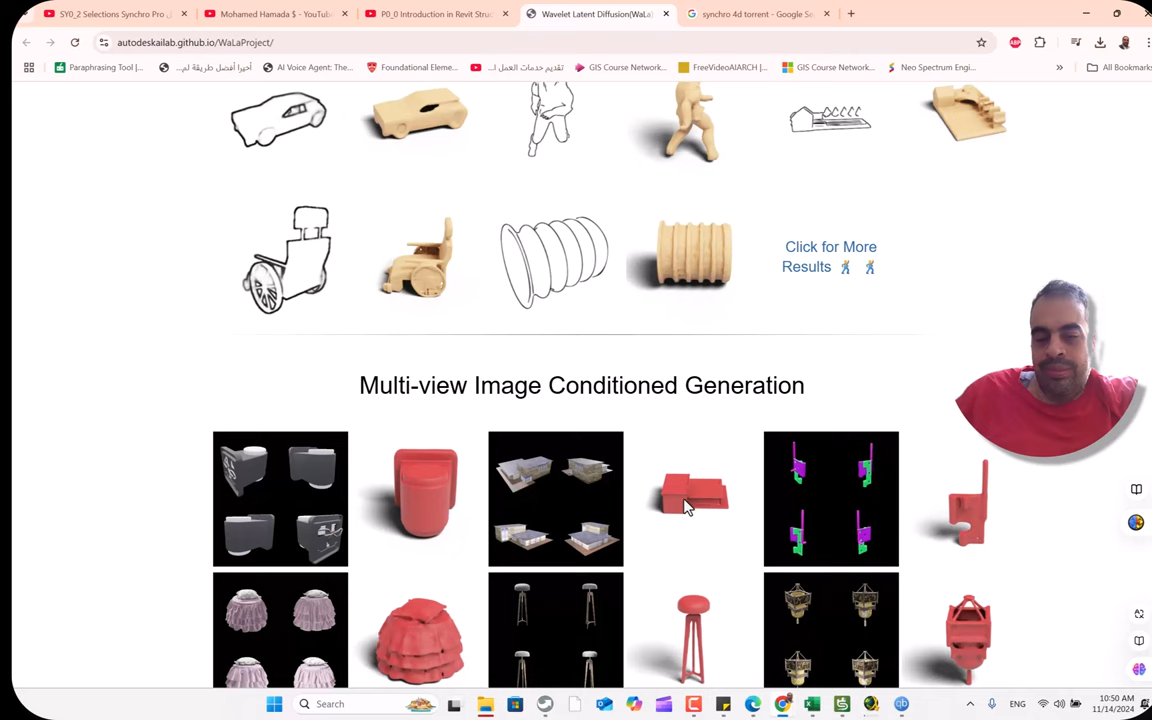 SY0_2 Selections Synchro Pro
Mohamed Hamada $ - YouTube
P0_0 Introduction in Revit Struc
Wavelet Latent Diffusion(WaLa)
synchro 4d torrent - Google Se
autodeskailab.github.io/WaLaProject/
Paraphrasing Tool |...
أخيرا أفضل طريقة لم...
AI Voice Agent: The...
Foundational Eleme...
تقديم خدمات العمل ا...
GIS Course Network...
FreeVideoAIARCH |...
GIS Course Network...
Neo Spectrum Engi...
All Bookmarks
Click for More
Results
Multi-view Image Conditioned Generation
Search
ENG
10:50 AM
11/14/2024